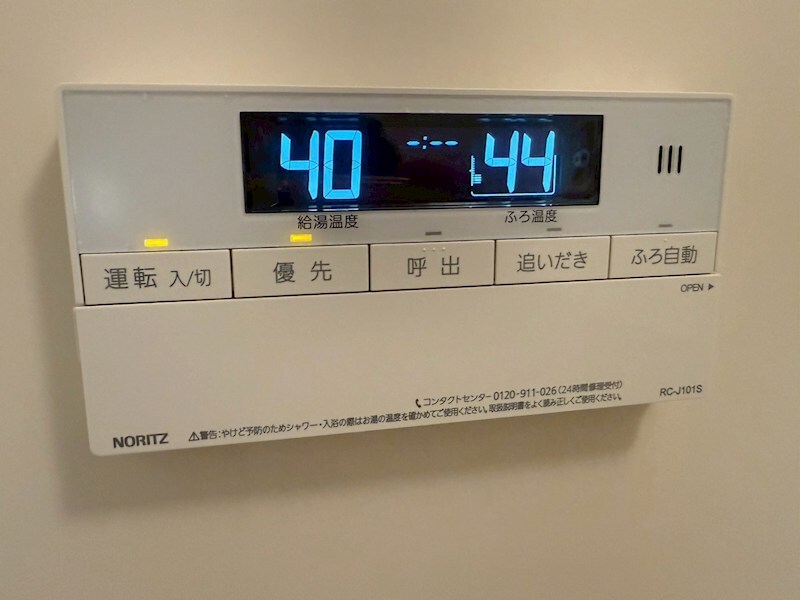 40 -:-- 44
給湯温度 ふろ温度
運転 入/切 優先 呼出 追いだき ふろ自動
OPEN ▶
コンタクトセンター 0120-911-026 (24時間修理受付) RC-J101S
NORITZ ⚠警告:やけど予防のためシャワー・入浴の際はお湯の温度を確かめてご使用ください。取扱説明書をよく読み正しくご使用ください。